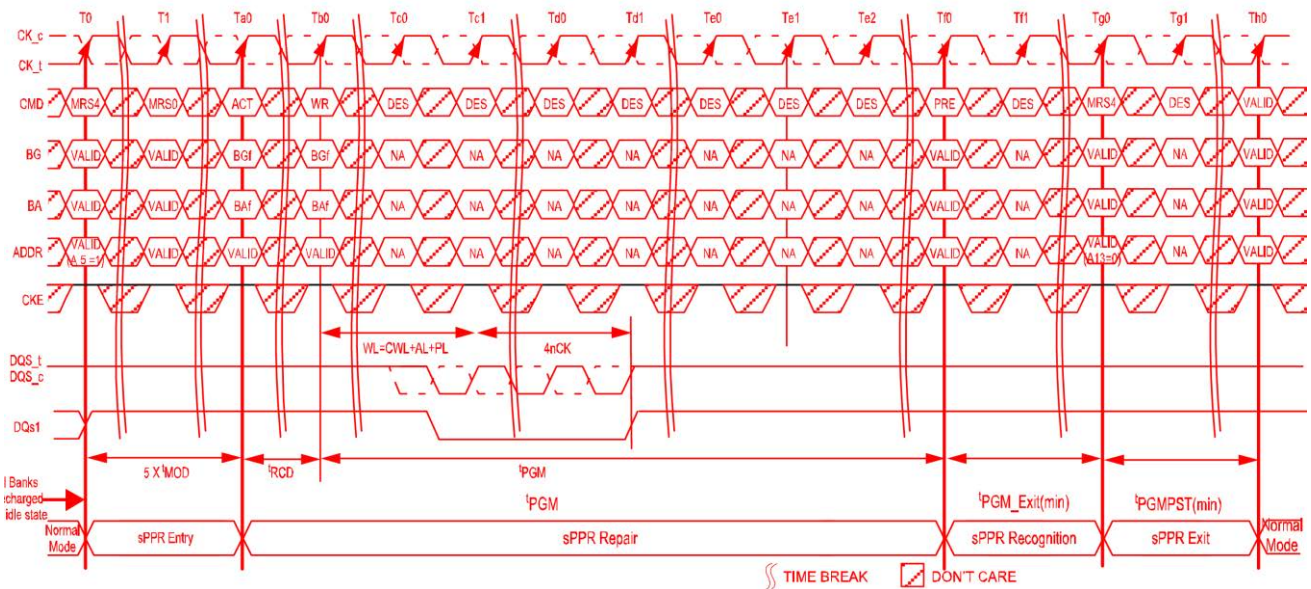 T0 T1 Ta0 Tb0 Tc0 Tc1 Td0 Td1 Te0 Te1 Te2 Tf0 Tf1 Tg0 Tg1 Th0
CK_c
CK_t
CMD MRS4 MRS0 ACT WR DES DES DES DES DES DES DES PRE DES MRS4 DES VALID
BG VALID VALID BGf BGf NA NA NA NA NA NA NA VALID NA VALID NA VALID
BA VALID VALID BAf BAf NA NA NA NA NA NA NA VALID NA VALID NA VALID
ADDR VALID (A 5 =1) VALID VALID VALID NA NA NA NA NA NA NA VALID NA VALID (A13=0) NA VALID
CKE
WL=CWL+AL+PL 4nCK
DQS_t
DQS_c
DQs1
5 X tMOD tRCD tPGM
l Banks
echarged
idle state
tPGM tPGM_Exit(min) tPGMPST(min)
Normal Mode sPPR Entry sPPR Repair sPPR Recognition sPPR Exit Normal Mode
TIME BREAK DON'T CARE